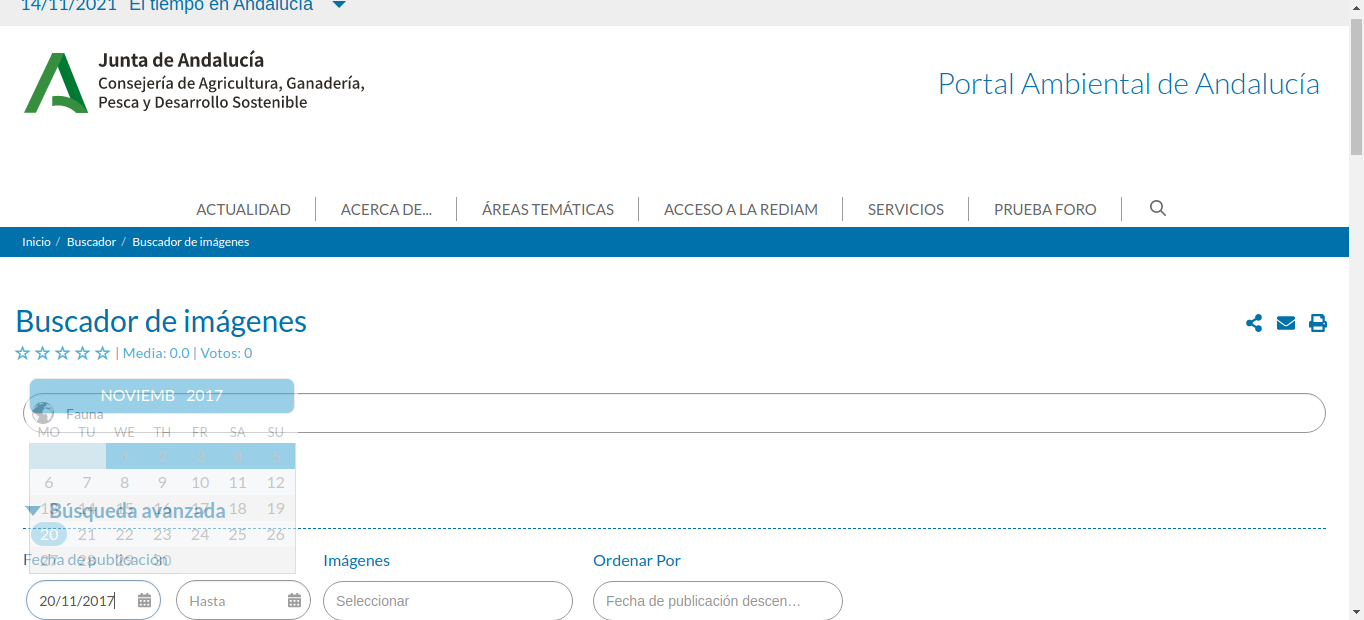 14/11/2021 El tiempo en Andalucía
Junta de Andalucía
Consejería de Agricultura, Ganadería,
Pesca y Desarrollo Sostenible
Portal Ambiental de Andalucía
ACTUALIDAD
ACERCA DE...
ÁREAS TEMÁTICAS
ACCESO A LA REDIAM
SERVICIOS
PRUEBA FORO
Inicio / Buscador / Buscador de imágenes
Buscador de imágenes
| Media: 0.0 | Votos: 0
NOVIEMB 2017
Fauna
MO TU WE TH FR SA SU
1 2 3 4 5
6 7 8 9 10 11 12
13 14 15 16 17 18 19
Búsqueda avanzada
20 21 22 23 24 25 26
27 28 29 30
Fecha de publicación
Imágenes
Ordenar Por
20/11/2017
Hasta
Seleccionar
Fecha de publicación descen…